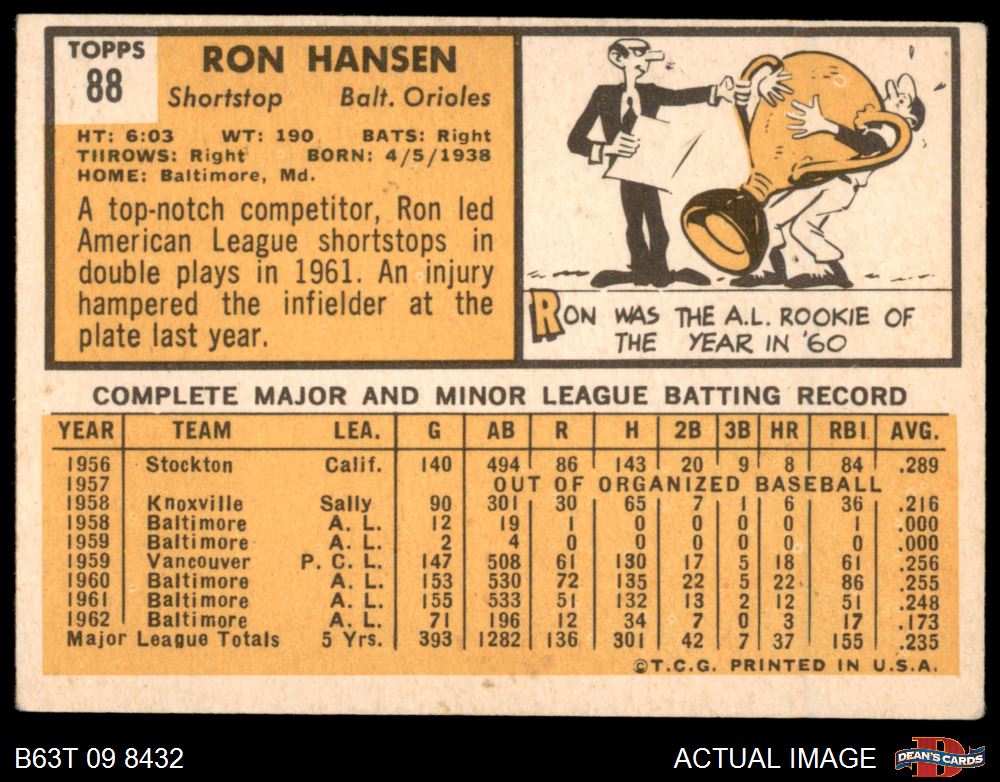 TOPPS
88
RON HANSEN
Shortstop Balt. Orioles
HT: 6:03 WT: 190 BATS: Right
THROWS: Right BORN: 4/5/1938
HOME: Baltimore, Md.
A top-notch competitor, Ron led
American League shortstops in
double plays in 1961. An injury
hampered the infielder at the
plate last year.
RON WAS THE A.L. ROOKIE OF
THE YEAR IN '60
COMPLETE MAJOR AND MINOR LEAGUE BATTING RECORD
YEAR TEAM LEA. G AB R H 2B 3B HR RBI AVG.
1956 Stockton Calif. 140 494 86 143 20 9 8 84 .289
1957 OUT OF ORGANIZED BASEBALL
1958 Knoxville Sally 90 301 30 65 7 1 6 36 .216
1958 Baltimore A. L. 12 19 1 0 0 0 0 1 .000
1959 Baltimore A. L. 2 4 0 0 0 0 0 0 .000
1959 Vancouver P. C. L. 147 508 61 130 17 5 18 61 .256
1960 Baltimore A. L. 153 530 72 135 22 5 22 86 .255
1961 Baltimore A. L. 155 533 51 132 13 2 12 51 .248
1962 Baltimore A. L. 71 196 12 34 7 0 3 17 .173
Major League Totals 5 Yrs. 393 1282 136 301 42 7 37 155 .235
©T.C.G. PRINTED IN U.S.A.
B63T 09 8432
ACTUAL IMAGE
DEAN'S CARDS